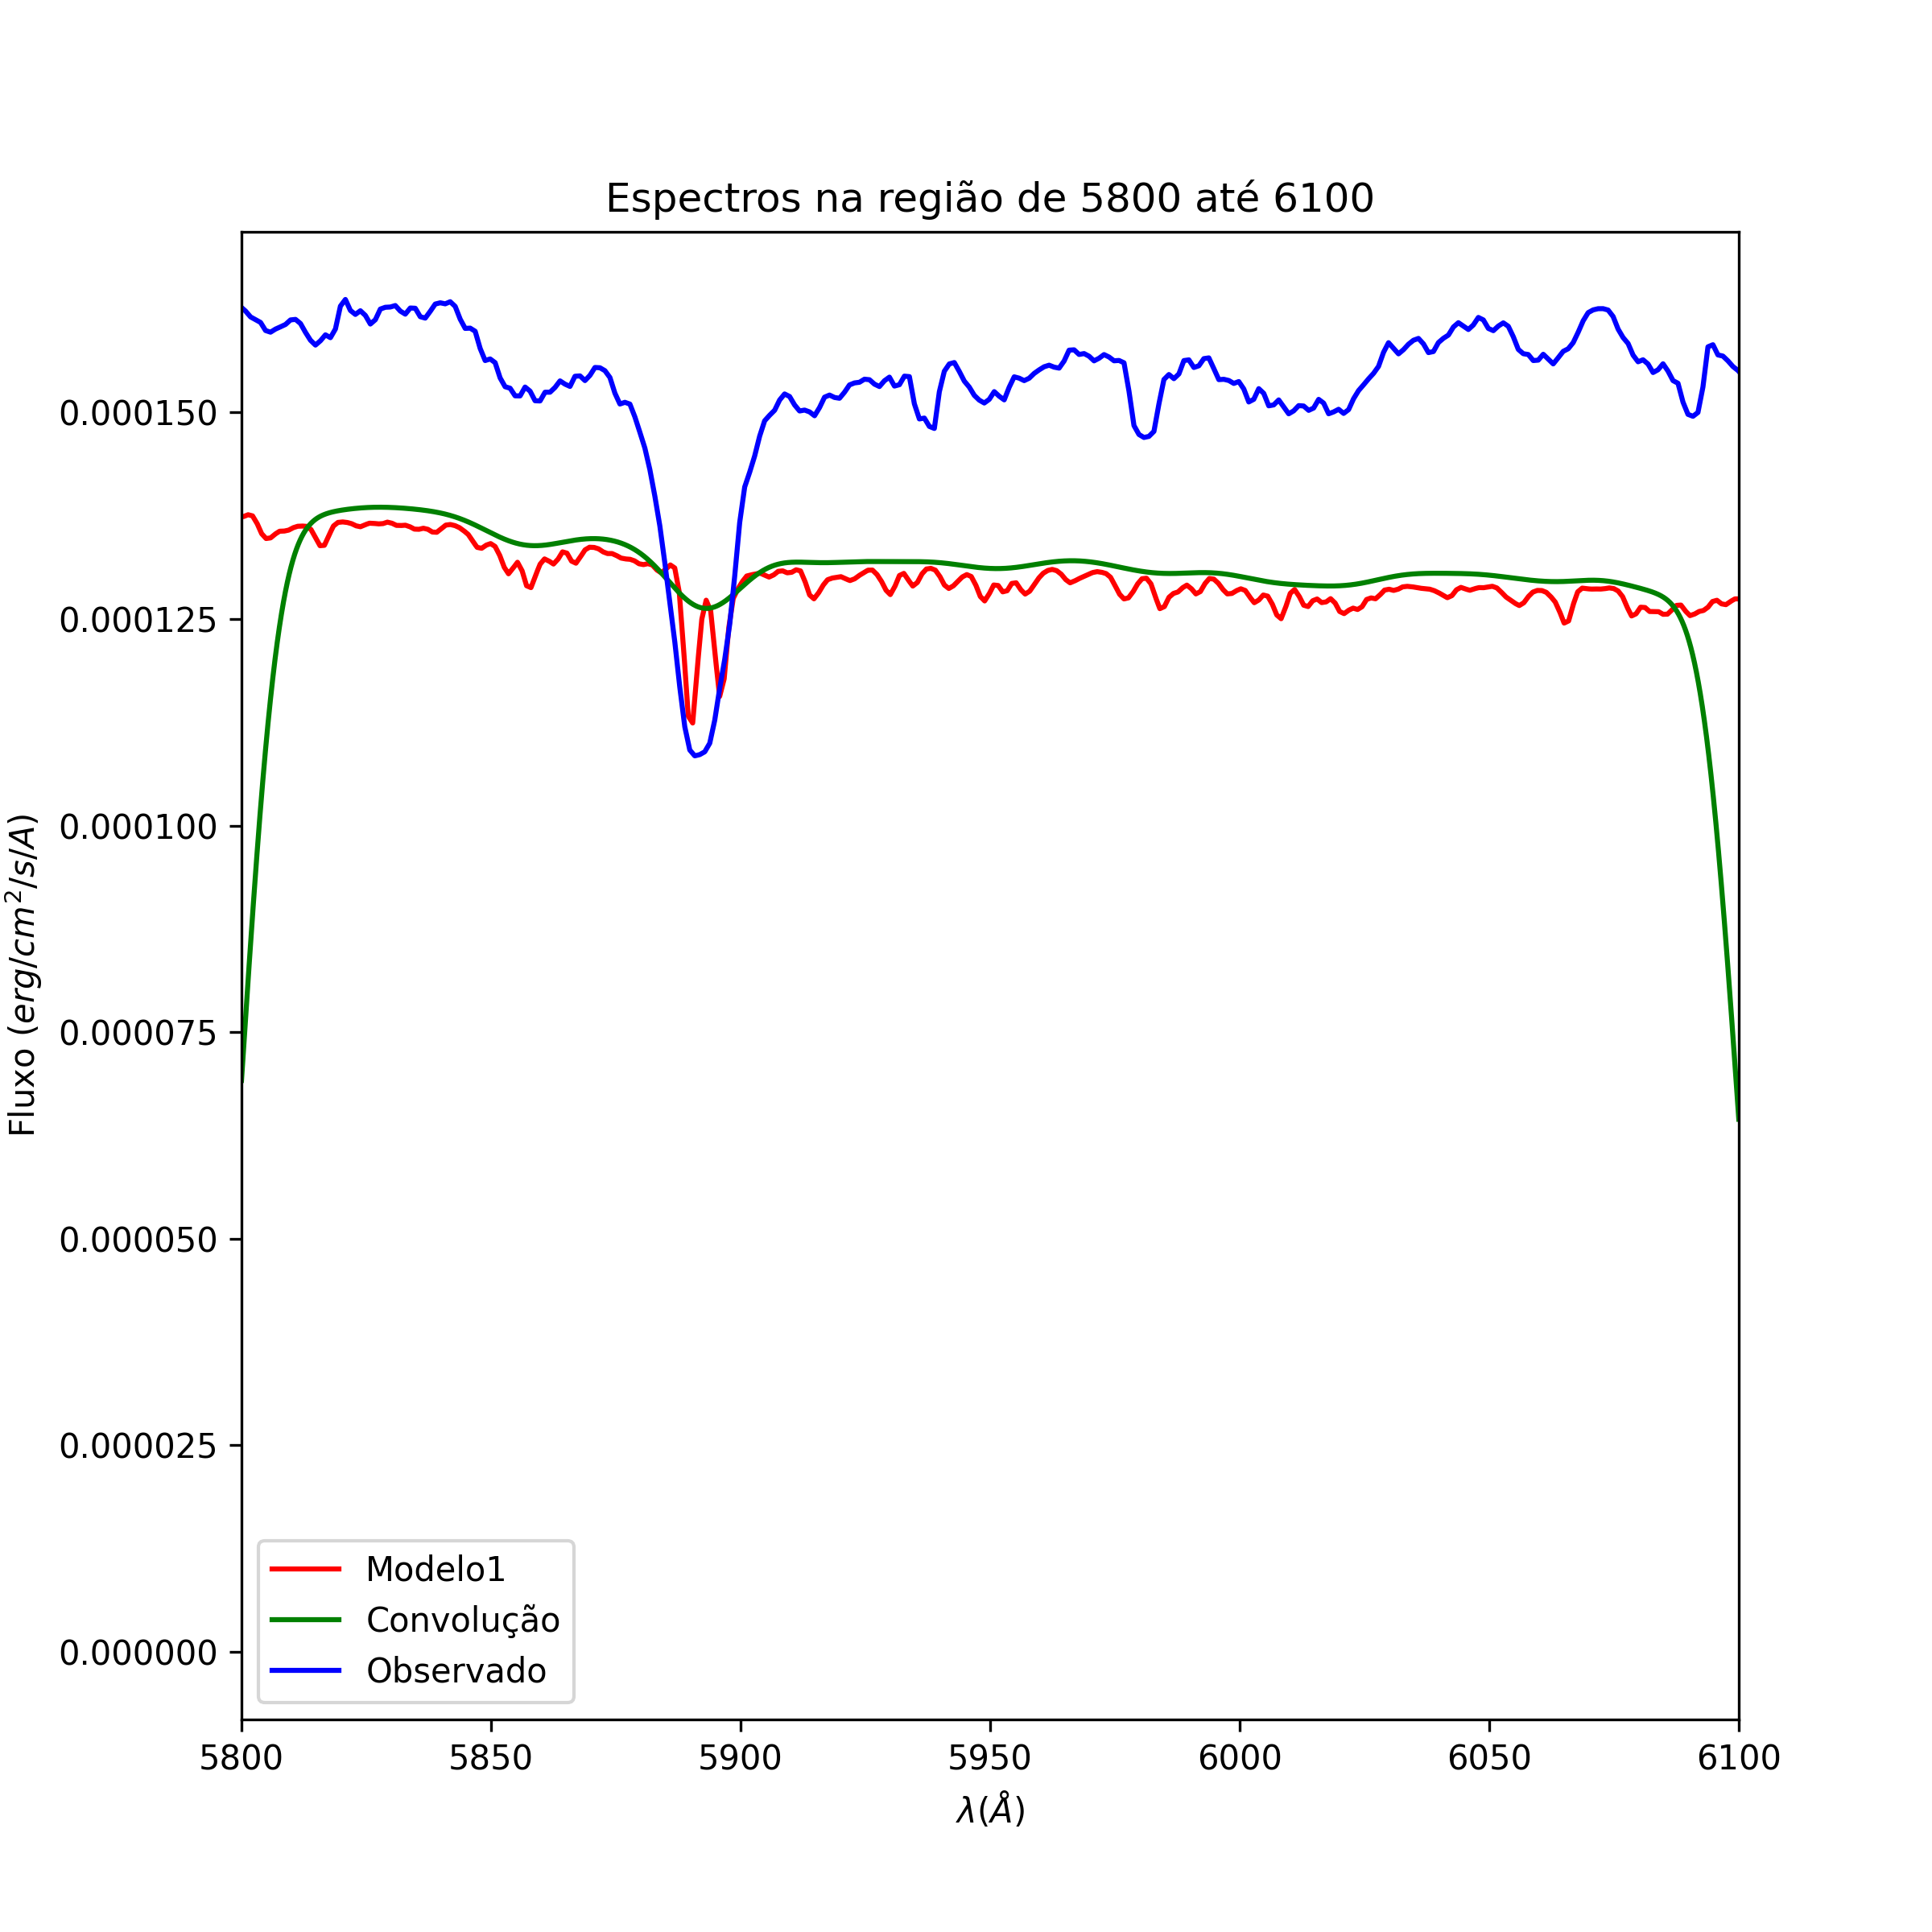 Espectros na região de 5800 até 6100
Fluxo (erg/cm²/s/A)
0.000150
0.000125
0.000100
0.000075
0.000050
0.000025
0.000000
Modelo1
Convolução
Observado
5800 5850 5900 5950 6000 6050 6100
λ(Å)